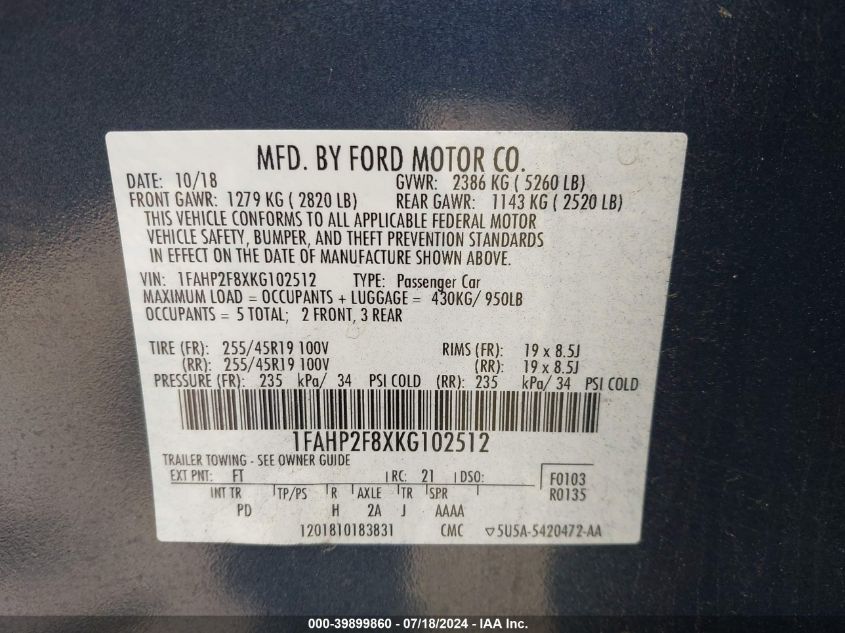 MFD. BY FORD MOTOR CO.
DATE: 10/18 GVWR: 2386 KG ( 5260 LB)
FRONT GAWR: 1279 KG ( 2820 LB) REAR GAWR: 1143 KG ( 2520 LB)
THIS VEHICLE CONFORMS TO ALL APPLICABLE FEDERAL MOTOR
VEHICLE SAFETY, BUMPER, AND THEFT PREVENTION STANDARDS
IN EFFECT ON THE DATE OF MANUFACTURE SHOWN ABOVE.
VIN: 1FAHP2F8XKG102512 TYPE: Passenger Car
MAXIMUM LOAD = OCCUPANTS + LUGGAGE = 430KG/ 950LB
OCCUPANTS = 5 TOTAL; 2 FRONT, 3 REAR
TIRE (FR): 255/45R19 100V RIMS (FR): 19 x 8.5J
(RR): 255/45R19 100V (RR): 19 x 8.5J
PRESSURE (FR): 235 kPa/ 34 PSI COLD (RR): 235 kPa/ 34 PSI COLD
1FAHP2F8XKG102512
TRAILER TOWING - SEE OWNER GUIDE
EXT PNT: FT RC: 21 DSO: F0103
INT TR TP/PS R AXLE TR SPR R0135
PD H 2A J AAAA
1201810183831 CMC ▽5U5A-5420472-AA
000-39899860 - 07/18/2024 - IAA Inc.